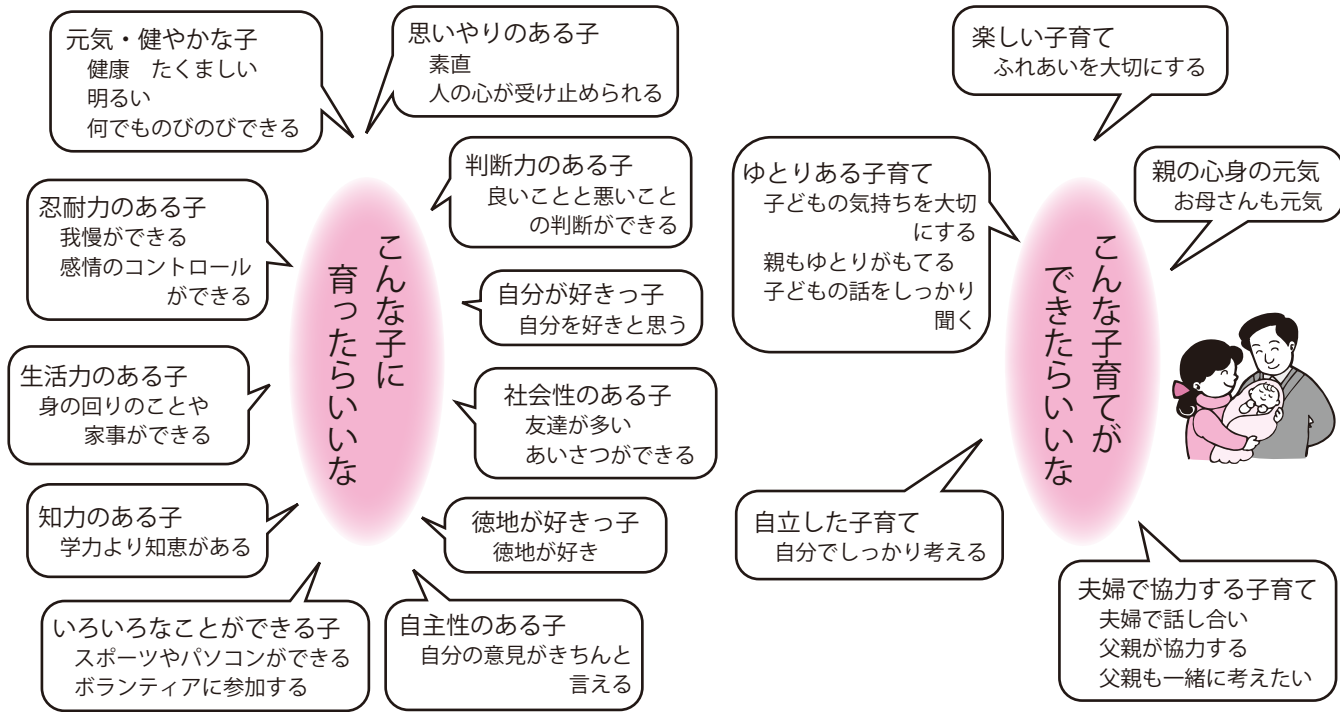 元気・健やかな子
健康　たくましい
明るい
何でものびのびできる
思いやりのある子
素直
人の心が受け止められる
忍耐力のある子
我慢ができる
感情のコントロール
ができる
判断力のある子
良いことと悪いこと
の判断ができる
こんな子に
育ったらいいな
自分が好きっ子
自分を好きと思う
生活力のある子
身の回りのことや
家事ができる
社会性のある子
友達が多い
あいさつができる
知力のある子
学力より知恵がある
徳地が好きっ子
徳地が好き
いろいろなことができる子
スポーツやパソコンができる
ボランティアに参加する
自主性のある子
自分の意見がきちんと
言える
楽しい子育て
ふれあいを大切にする
ゆとりある子育て
子どもの気持ちを大切
にする
親もゆとりがもてる
子どもの話をしっかり
聞く
親の心身の元気
お母さんも元気
こんな子育てが
できたらいいな
自立した子育て
自分でしっかり考える
夫婦で協力する子育て
夫婦で話し合い
父親が協力する
父親も一緒に考えたい